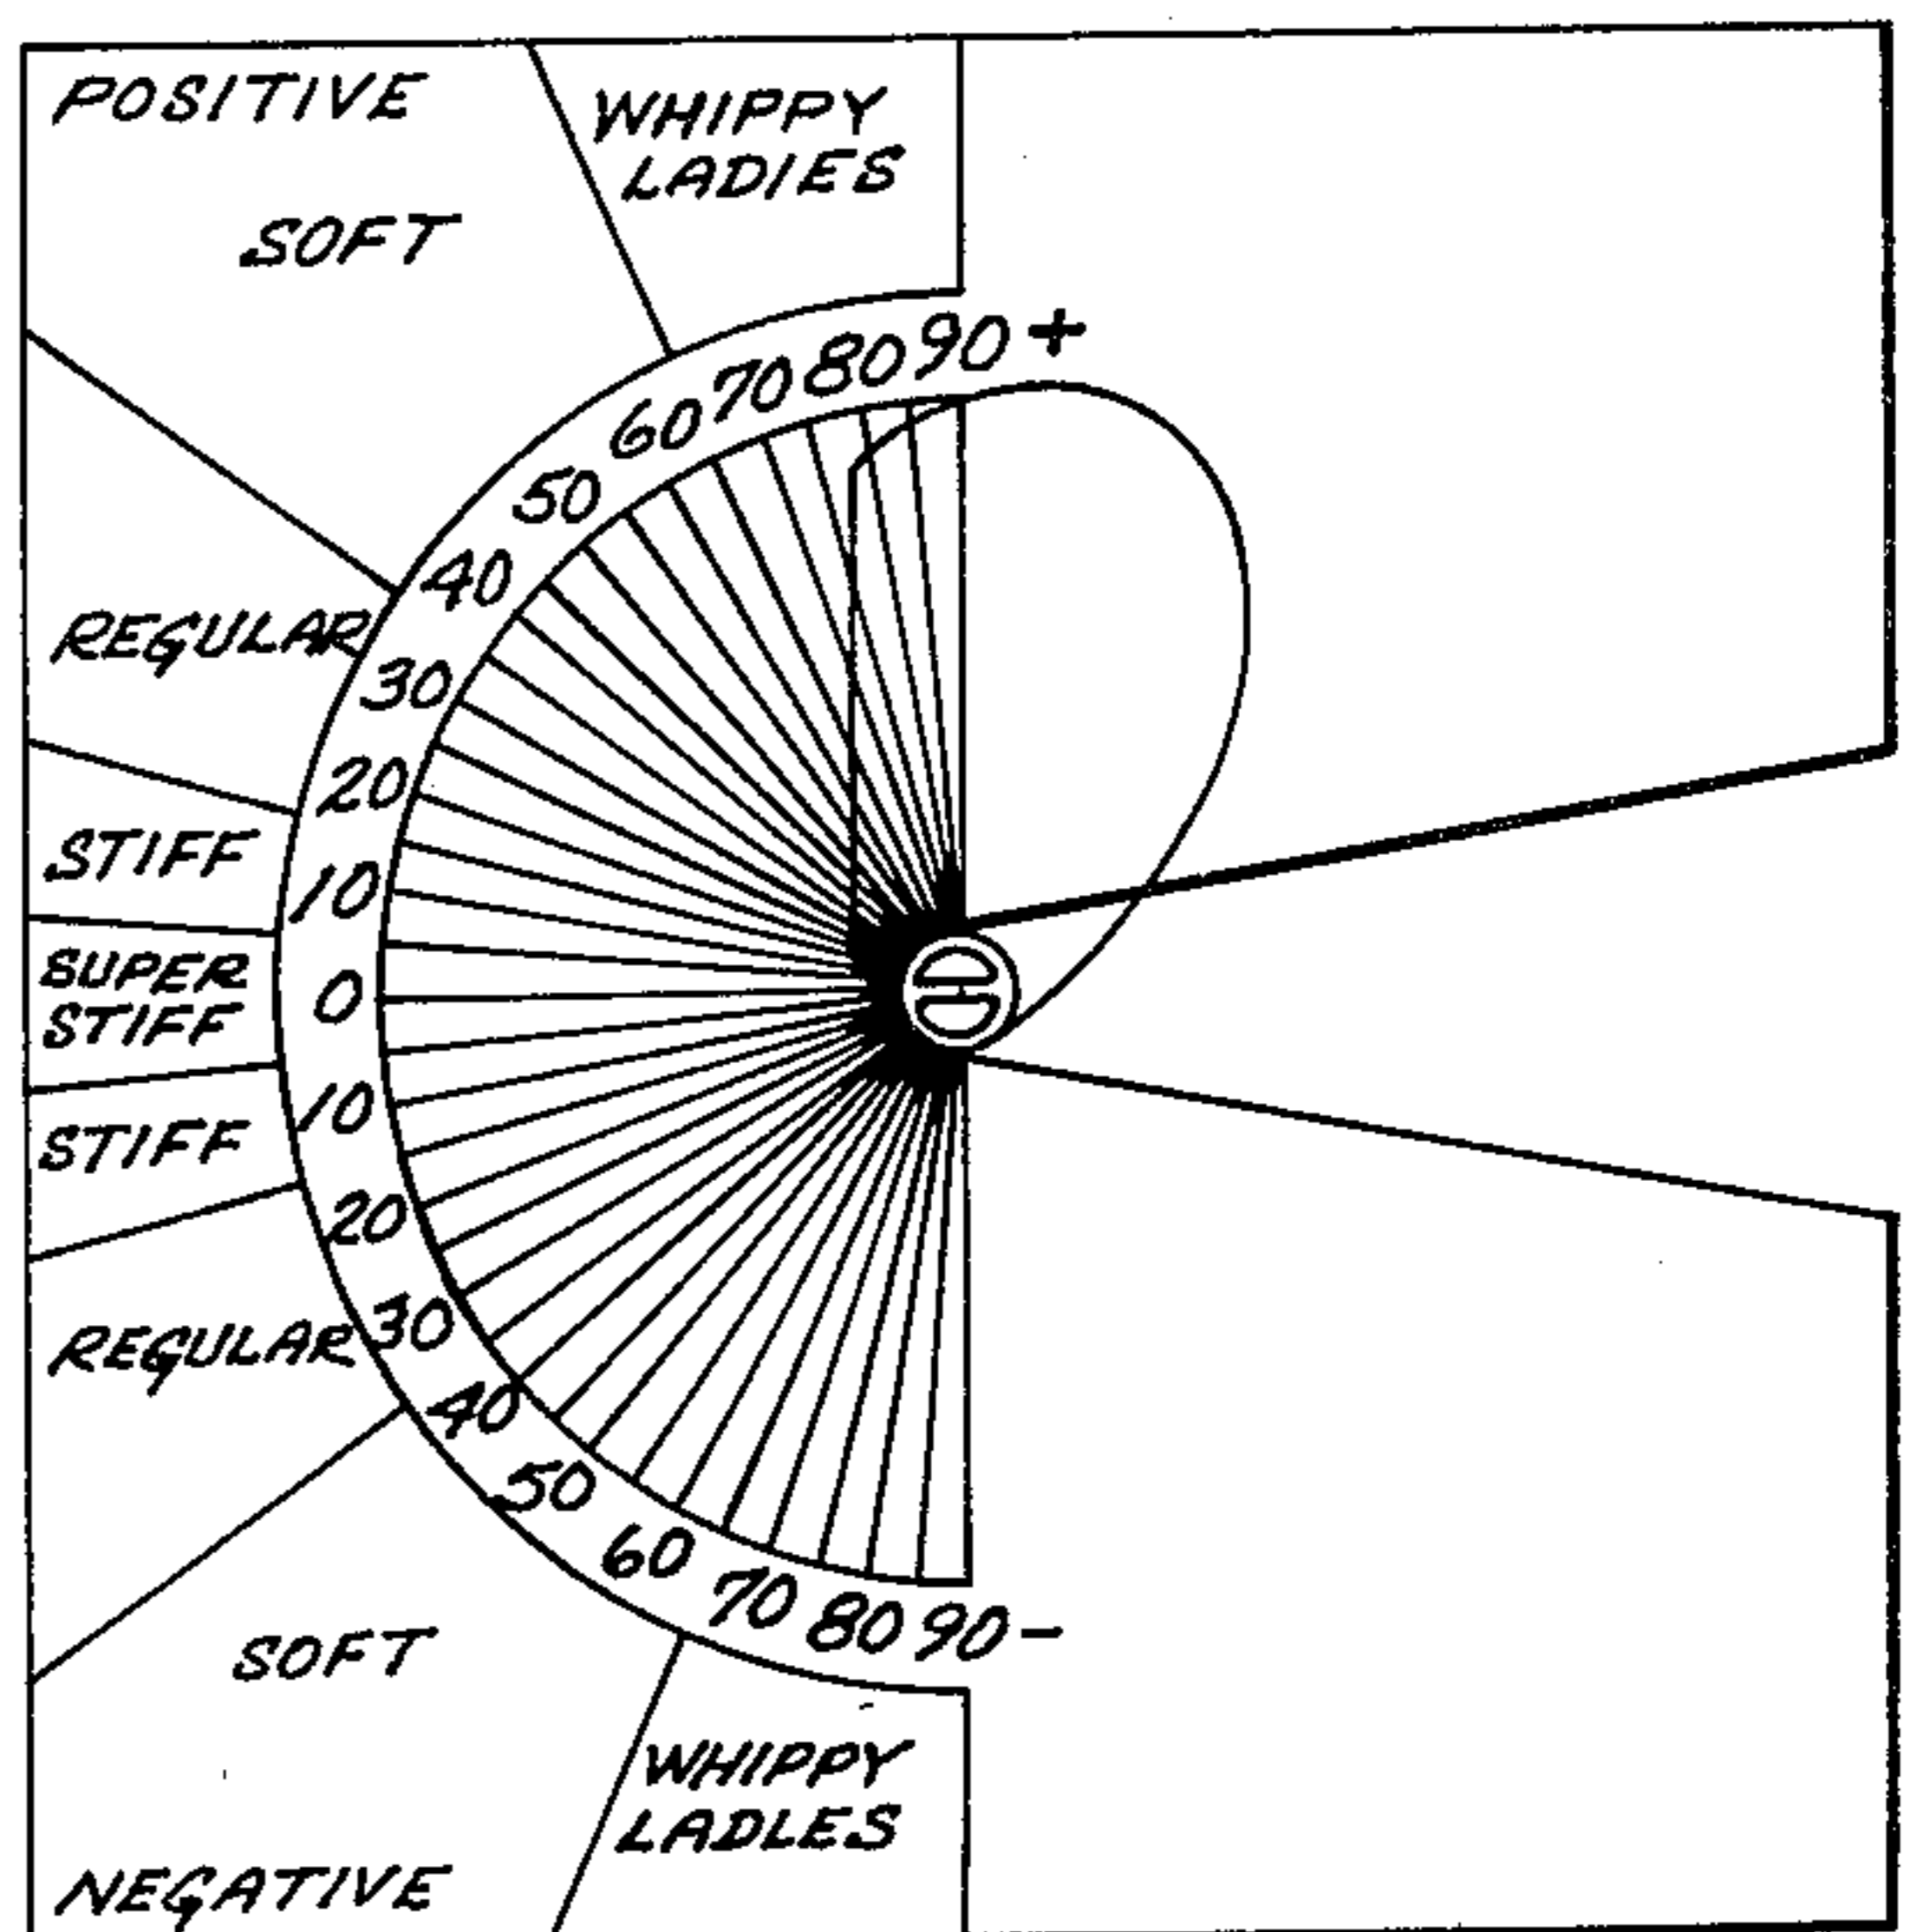 POSITIVE
WHIPPY
LADIES
SOFT
90+
80
70
60
50
40
REGULAR
30
20
STIFF
10
SUPER
STIFF
0
10
STIFF
20
30
REGULAR
40
50
60
70
80
90-
SOFT
WHIPPY
LADLES
NEGATIVE